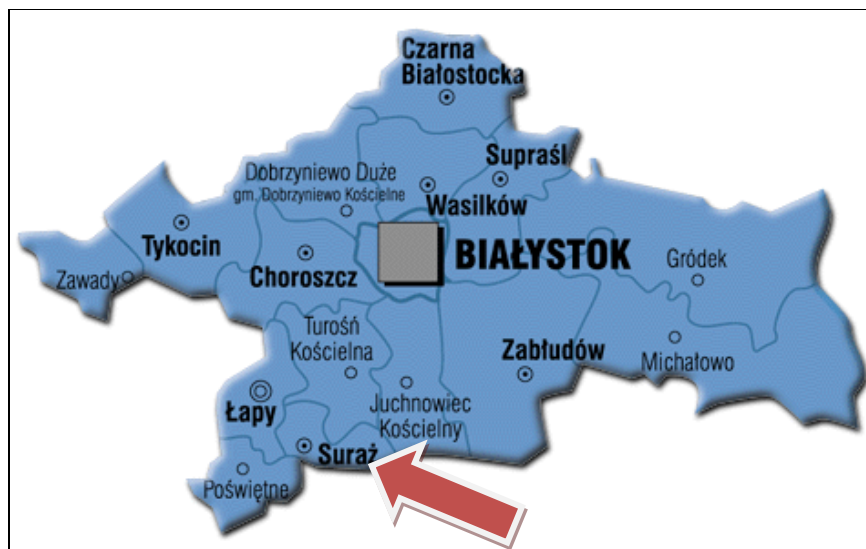 Czarna
Białostocka
Supraśl
Dobrzyniewo Duże
gm. Dobrzyniewo Kościelne
Wasilków
Tykocin
BIAŁYSTOK
Zawady
Choroszcz
Gródek
Turośń
Kościelna
Zabłudów
Michałowo
Łapy
Juchnowiec
Kościelny
Suraż
Poświętne